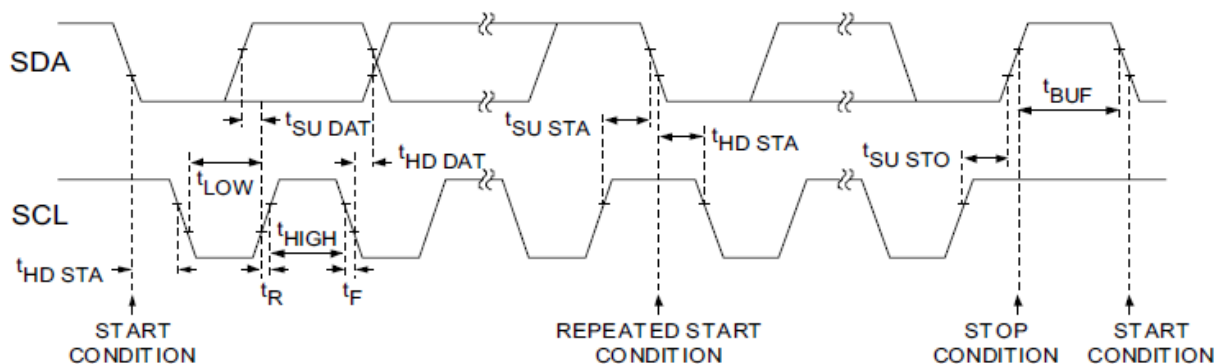 SDA
tSU DAT
tHD DAT
tSU STA
tHD STA
tBUF
tSU STO
tLOW
SCL
tHIGH
tHD STA
tR
tF
START
CONDITION
REPEATED START
CONDITION
STOP
CONDITION
START
CONDITION